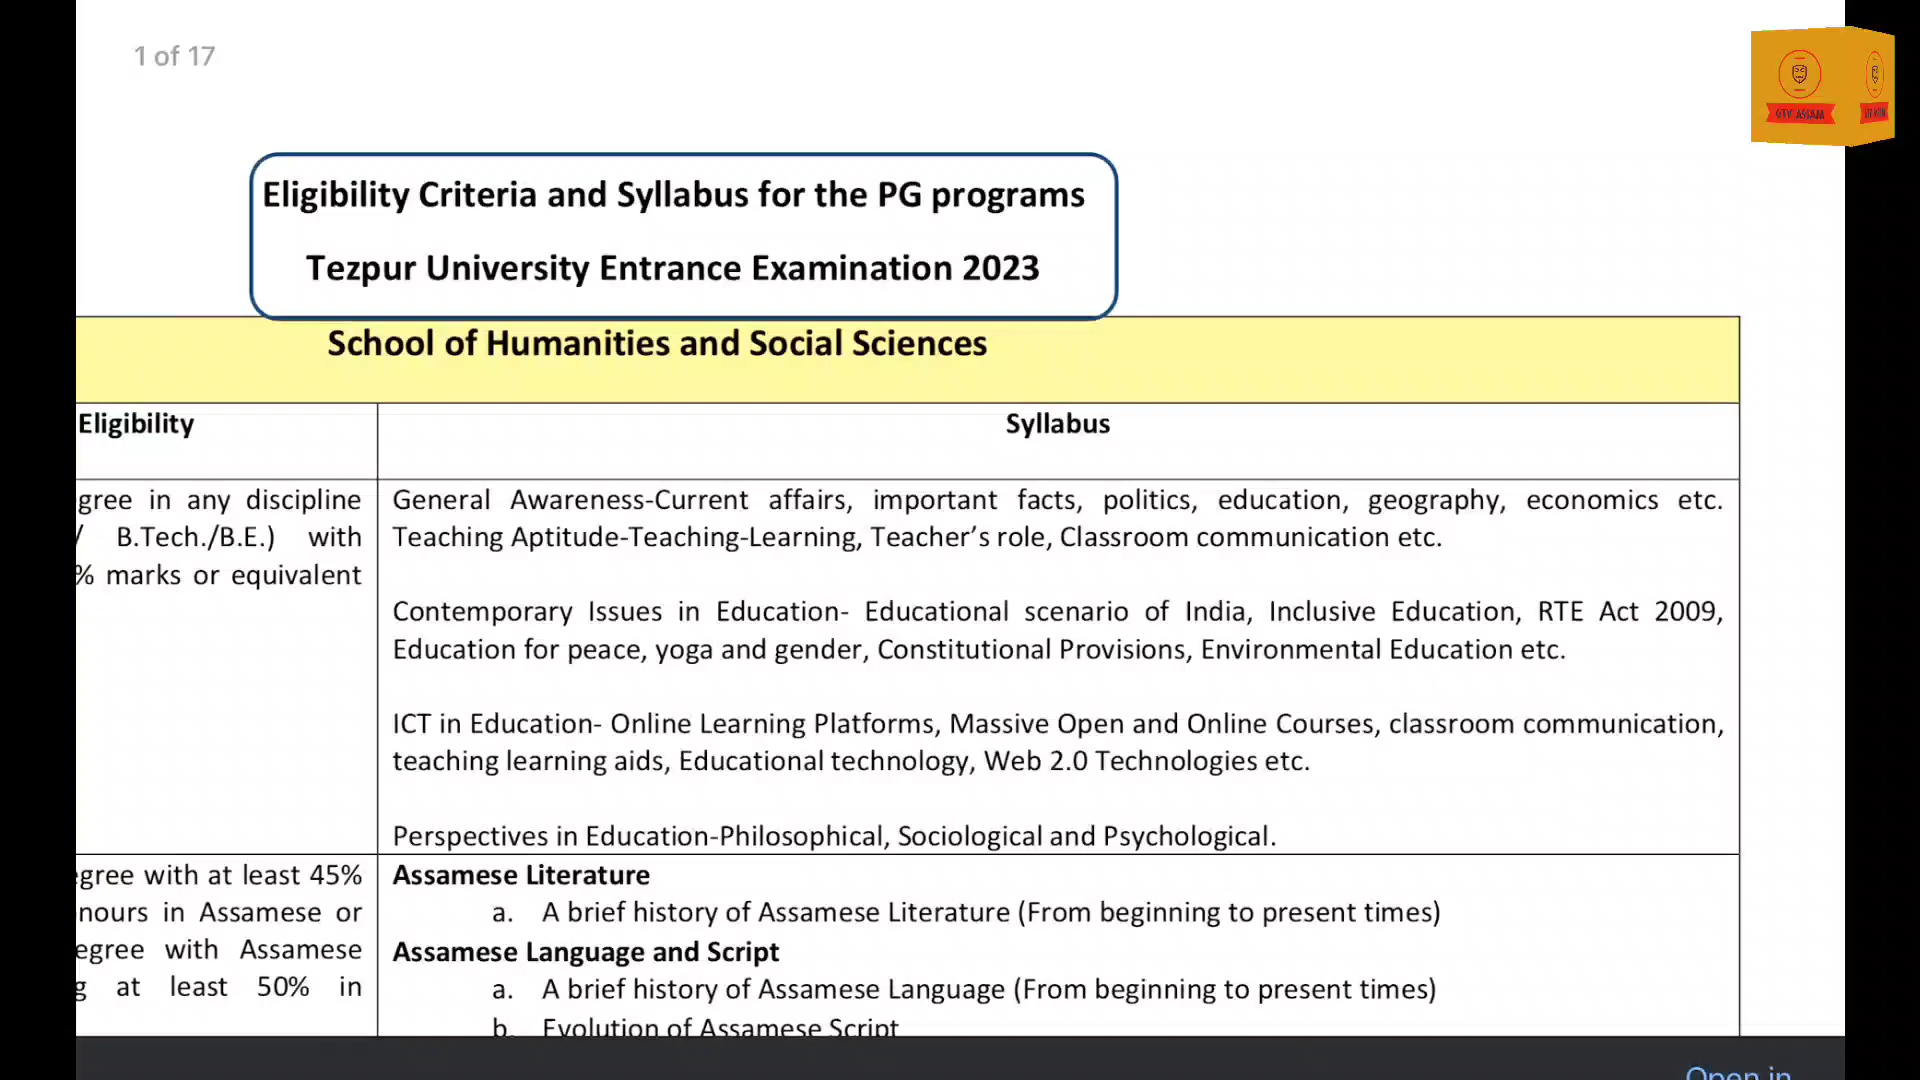 1 of 17
GTV ASSAM
Eligibility Criteria and Syllabus for the PG programs
Tezpur University Entrance Examination 2023
School of Humanities and Social Sciences
Eligibility
Syllabus
gree in any discipline
/ B.Tech./B.E.) with
% marks or equivalent
General Awareness-Current affairs, important facts, politics, education, geography, economics etc.
Teaching Aptitude-Teaching-Learning, Teacher’s role, Classroom communication etc.
Contemporary Issues in Education- Educational scenario of India, Inclusive Education, RTE Act 2009,
Education for peace, yoga and gender, Constitutional Provisions, Environmental Education etc.
ICT in Education- Online Learning Platforms, Massive Open and Online Courses, classroom communication,
teaching learning aids, Educational technology, Web 2.0 Technologies etc.
Perspectives in Education-Philosophical, Sociological and Psychological.
egree with at least 45%
nours in Assamese or
egree with Assamese
g at least 50% in
Assamese Literature
a. A brief history of Assamese Literature (From beginning to present times)
Assamese Language and Script
a. A brief history of Assamese Language (From beginning to present times)
b. Evolution of Assamese Script
Open in